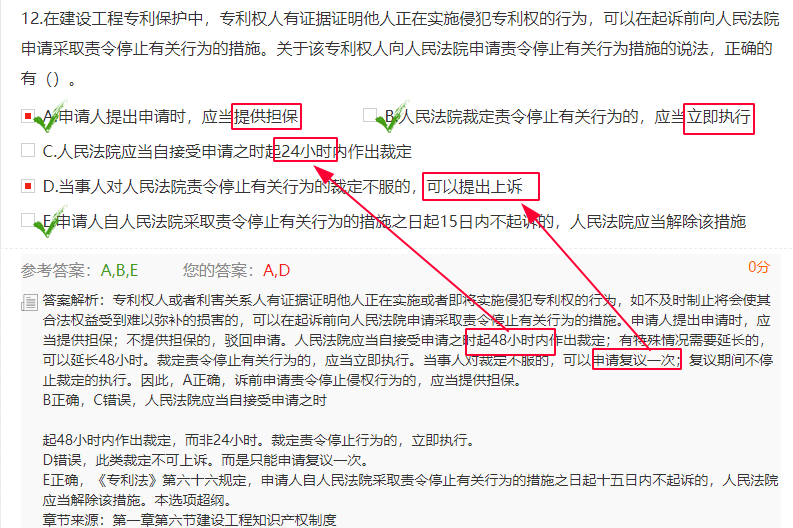 12.在建设工程专利保护中，专利权人有证据证明他人正在实施侵犯专利权的行为，可以在起诉前向人民法院
申请采取责令停止有关行为的措施。关于该专利权人向人民法院申请责令停止有关行为措施的说法，正确的
有（）。
A.申请人提出申请时，应当提供担保
B.人民法院裁定责令停止有关行为的，应当立即执行
C.人民法院应当自接受申请之时起24小时内作出裁定
D.当事人对人民法院责令停止有关行为的裁定不服的，可以提出上诉
E.申请人自人民法院采取责令停止有关行为的措施之日起15日内不起诉的，人民法院应当解除该措施
参考答案：A,B,E 您的答案：A,D 0分
答案解析：专利权人或者利害关系人有证据证明他人正在实施或者即将实施侵犯专利权的行为，如不及时制止将会使其
合法权益受到难以弥补的损害的，可以在起诉前向人民法院申请采取责令停止有关行为的措施。申请人提出申请时，应
当提供担保；不提供担保的，驳回申请。人民法院应当自接受申请之时起48小时内作出裁定；有特殊情况需要延长的，
可以延长48小时。裁定责令停止有关行为的，应当立即执行。当事人对裁定不服的，可以申请复议一次；复议期间不停
止裁定的执行。因此，A正确，诉前申请责令停止侵权行为的，应当提供担保。
B正确，C错误，人民法院应当自接受申请之时
起48小时内作出裁定，而非24小时。裁定责令停止行为的，立即执行。
D错误，此类裁定不可上诉。而是只能申请复议一次。
E正确，《专利法》第六十六规定，申请人自人民法院采取责令停止有关行为的措施之日起十五日内不起诉的，人民法院
应当解除该措施。本选项超纲。
章节来源：第一章第六节建设工程知识产权制度